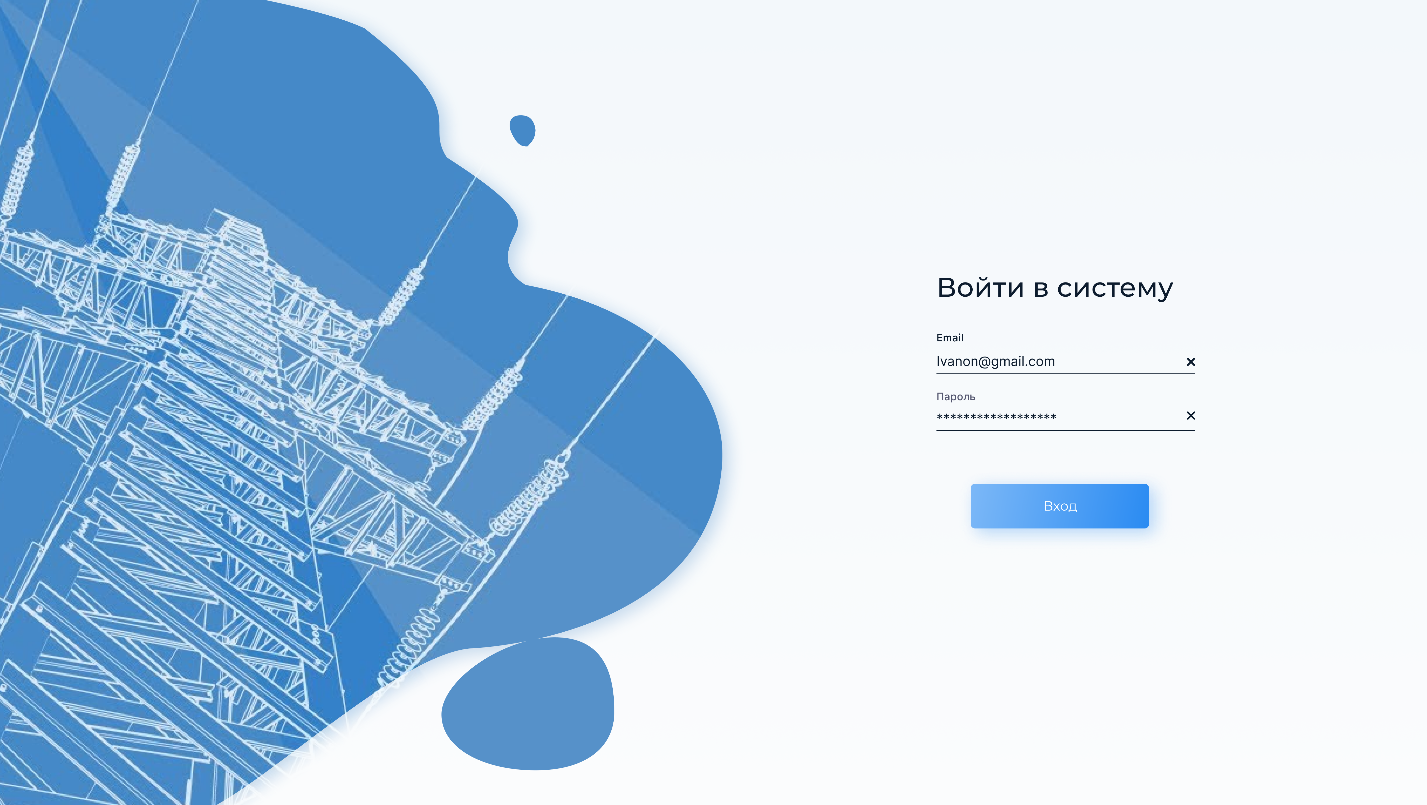 Войти в систему
Email
Ivanon@gmail.com
Пароль
******************
Вход